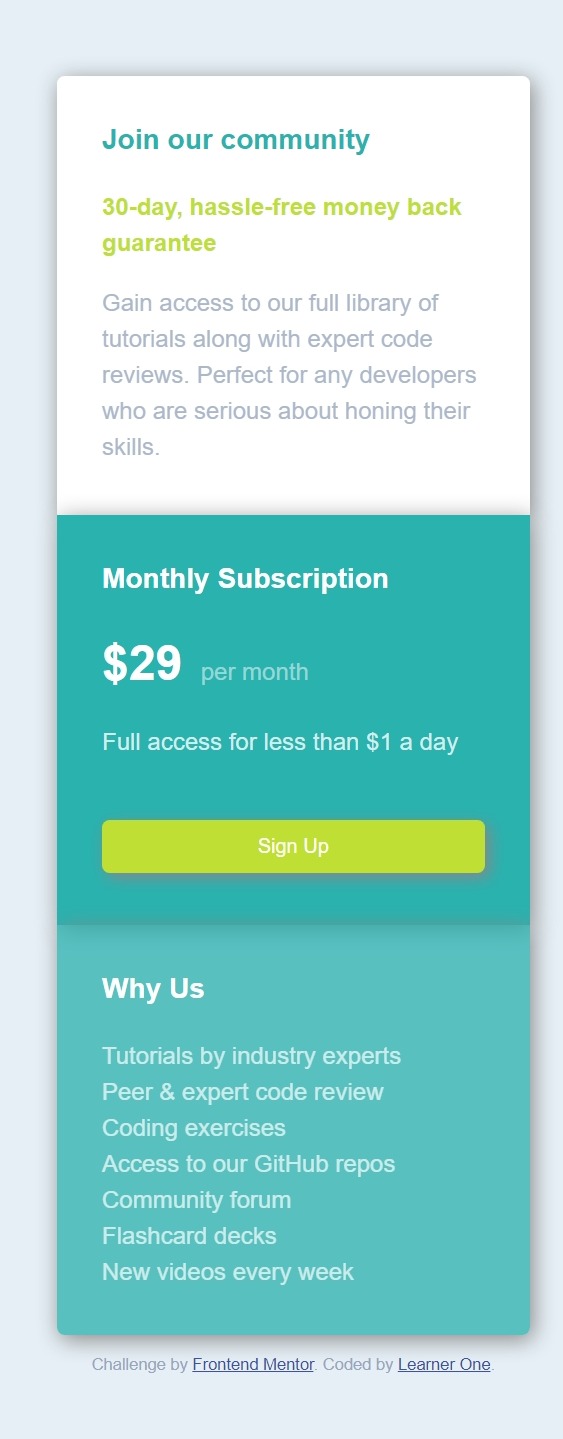 Join our community
30-day, hassle-free money back
guarantee
Gain access to our full library of
tutorials along with expert code
reviews. Perfect for any developers
who are serious about honing their
skills.
Monthly Subscription
$29 per month
Full access for less than $1 a day
Sign Up
Why Us
Tutorials by industry experts
Peer & expert code review
Coding exercises
Access to our GitHub repos
Community forum
Flashcard decks
New videos every week
Challenge by Frontend Mentor. Coded by Learner One.